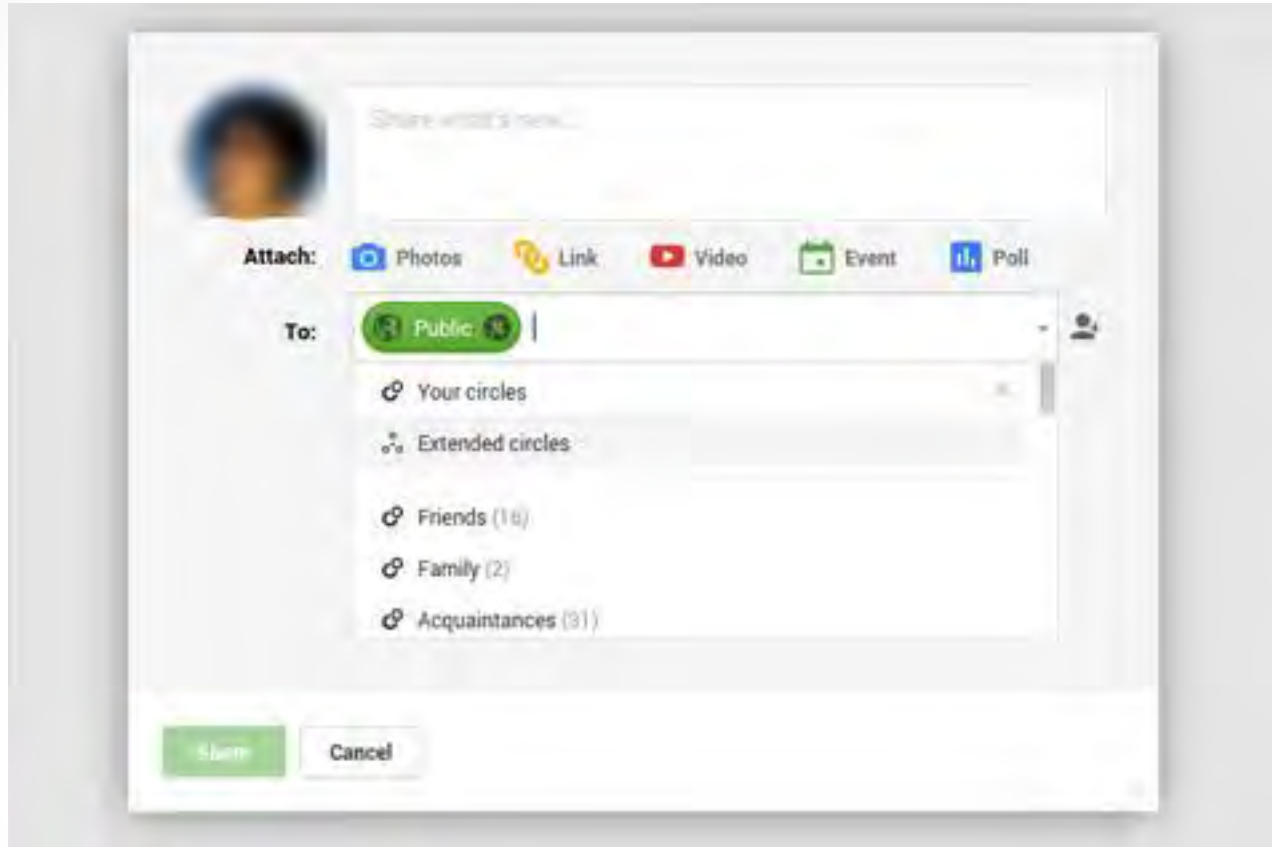 Share what's new...
Attach: Photos Link Video Event Poll
To: Public
Your circles
Extended circles
Friends (16)
Family (2)
Acquaintances (31)
Share Cancel